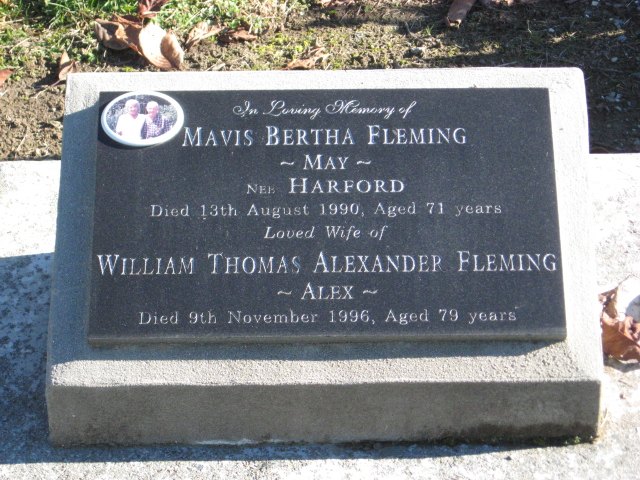 In Loving Memory of
MAVIS BERTHA FLEMING
~ MAY ~
NEE HARFORD
Died 13th August 1990, Aged 71 years
Loved Wife of
WILLIAM THOMAS ALEXANDER FLEMING
~ ALEX ~
Died 9th November 1996, Aged 79 years